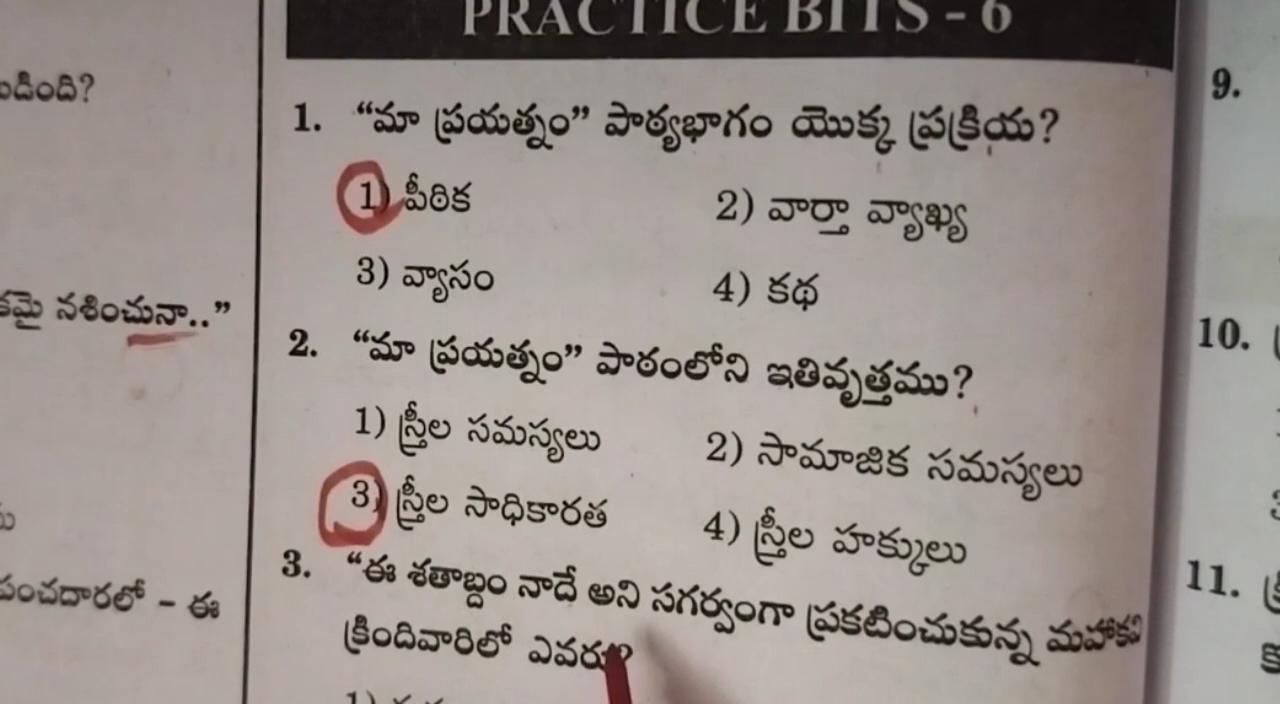 PRACTICE BITS - 6
1. “మా ప్రయత్నం” పాఠ్యభాగం యొక్క ప్రక్రియ?
1) పీఠిక 2) వార్తా వ్యాఖ్య
3) వ్యాసం 4) కథ
2. “మా ప్రయత్నం” పాఠంలోని ఇతివృత్తము?
1) స్త్రీల సమస్యలు 2) సామాజిక సమస్యలు
3) స్త్రీల సాధికారత 4) స్త్రీల హక్కులు
3. “ఈ శతాబ్దం నాదే అని సగర్వంగా ప్రకటించుకున్న మహాకవి
క్రిందివారిలో ఎవరు?
నశించునా..”
పంచదారలో - ఈ
9.
10.
11.